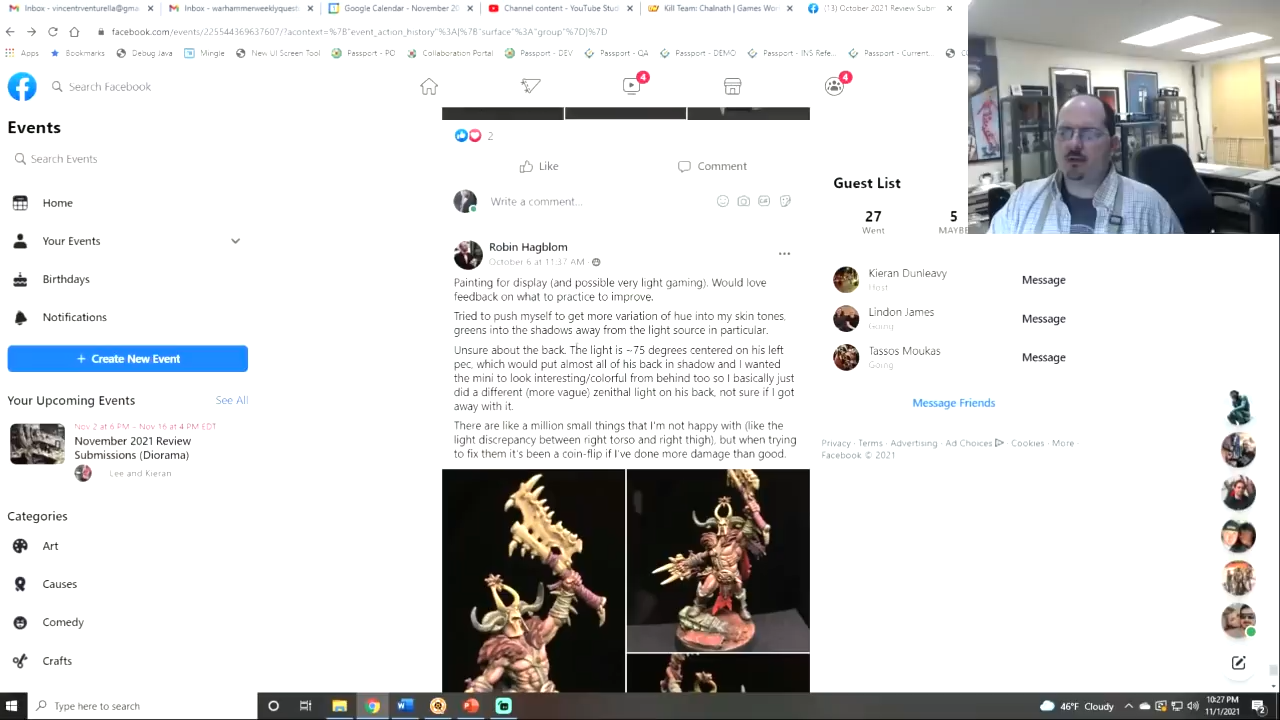 Inbox - vincentrventurella@gma
Inbox - warhammerweeklyquest
Google Calendar - November 20
Channel content - YouTube Stud
Kill Team: Chalnath | Games Wor
(13) October 2021 Review Subm
facebook.com/events/225544369637607/?acontext=%7B"event_action_history"%3A[%7B"surface"%3A"group"%7D]%7D
Apps
Bookmarks
Debug Java
Mingle
New UI Screen Tool
Passport - PO
Collaboration Portal
Passport - DEV
Passport - QA
Passport - DEMO
Passport - INS Refe...
Passport - Current...
Search Facebook
4
4
Events
Search Events
Home
Your Events
Birthdays
Notifications
+ Create New Event
Your Upcoming Events
See All
Nov 2 at 6 PM – Nov 16 at 4 PM EDT
November 2021 Review
Submissions (Diorama)
Lee and Kieran
Categories
Art
Causes
Comedy
Crafts
2
Like
Comment
Write a comment...
Robin Hagblom
October 6 at 11:37 AM
Painting for display (and possible very light gaming). Would love
feedback on what to practice to improve.
Tried to push myself to get more variation of hue into my skin tones,
greens into the shadows away from the light source in particular.
Unsure about the back. The light is ~75 degrees centered on his left
pec, which would put almost all of his back in shadow and I wanted
the mini to look interesting/colorful from behind too so I basically just
did a different (more vague) zenithal light on his back, not sure if I got
away with it.
There are like a million small things that I'm not happy with (like the
light discrepancy between right torso and right thigh), but when trying
to fix them it's been a coin-flip if I've done more damage than good.
Guest List
27
Went
5
MAYBE
Kieran Dunleavy
Host
Message
Lindon James
Going
Message
Tassos Moukas
Going
Message
Message Friends
Privacy · Terms · Advertising · Ad Choices · Cookies · More ·
Facebook © 2021
Type here to search
46°F Cloudy
10:27 PM
11/1/2021
2